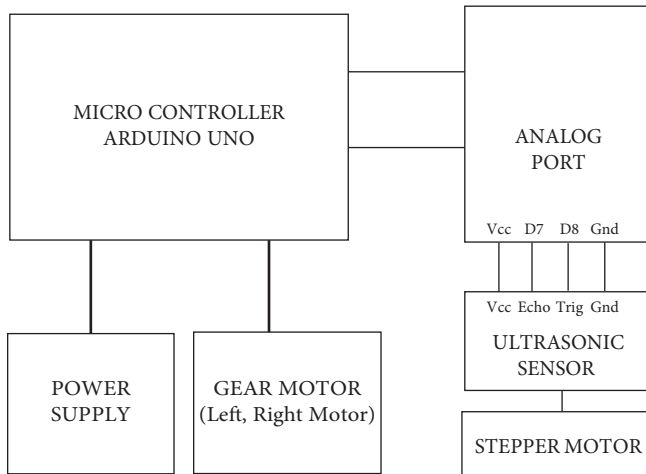 MICRO CONTROLLER
ARDUINO UNO
ANALOG
PORT
Vcc D7 D8 Gnd
Vcc Echo Trig Gnd
ULTRASONIC
SENSOR
POWER
SUPPLY
GEAR MOTOR
(Left, Right Motor)
STEPPER MOTOR